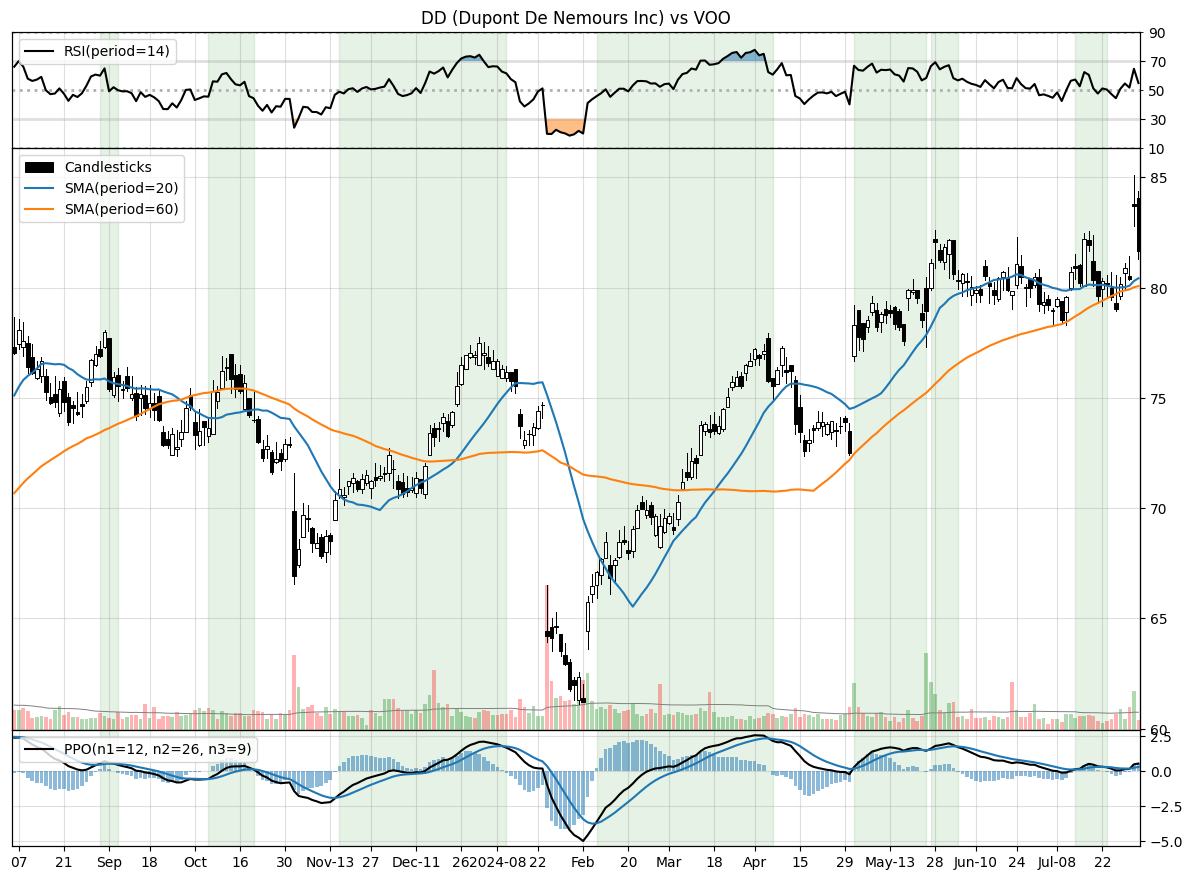 DD (Dupont De Nemours Inc) vs VOO
RSI(period=14)
90
70
50
30
10
Candlesticks
SMA(period=20)
SMA(period=60)
85
80
75
70
65
60
PPO(n1=12, n2=26, n3=9)
2.5
0.0
−2.5
−5.0
07 21 Sep 18 Oct 16 30 Nov-13 27 Dec-11 26 2024-08 22 Feb 20 Mar 18 Apr 15 29 May-13 28 Jun-10 24 Jul-08 22